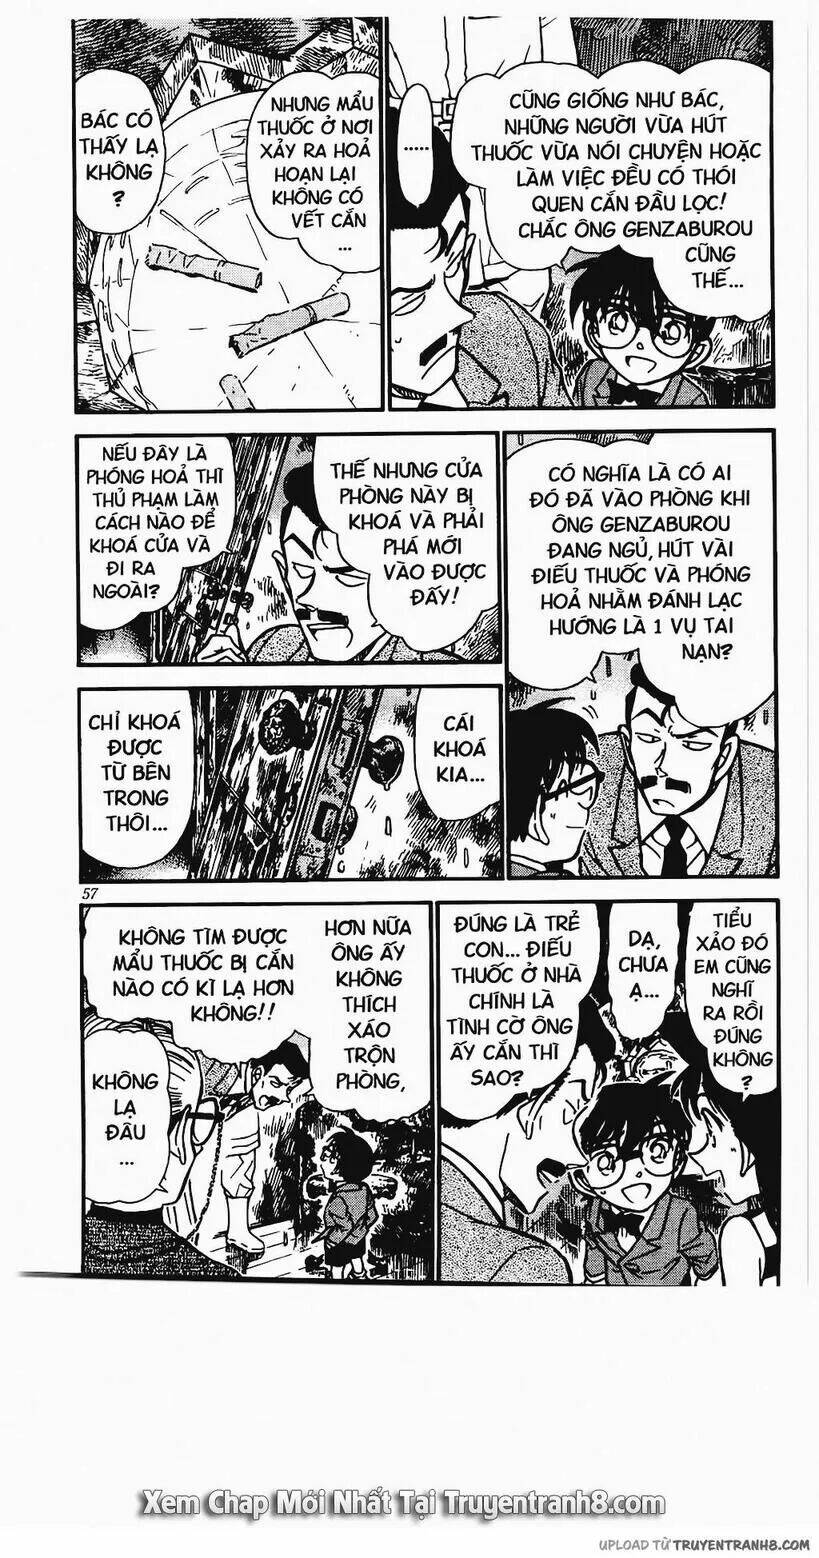 CŨNG GIỐNG NHƯ BÁC,
NHỮNG NGƯỜI VỪA HÚT
THUỐC VỪA NÓI CHUYỆN HOẶC
LÀM VIỆC ĐỀU CÓ THÓI
QUEN CẮN ĐẦU LỌC!
CHẮC ÔNG GENZABUROU
CŨNG
THẾ...
......
NHƯNG MẨU
THUỐC Ở NƠI
XẢY RA HOẢ
HOẠN LẠI
KHÔNG CÓ
VẾT CẮN
...
BÁC CÓ
THẤY LẠ
KHÔNG
?
CÓ NGHĨA LÀ CÓ AI
ĐÓ ĐÃ VÀO PHÒNG KHI
ÔNG GENZABUROU
ĐANG NGỦ, HÚT VÀI
ĐIẾU THUỐC VÀ PHÓNG
HOẢ NHẰM ĐÁNH LẠC
HƯỚNG LÀ 1 VỤ TAI
NẠN?
THẾ NHƯNG CỬA
PHÒNG NÀY BỊ
KHOÁ VÀ PHẢI
PHÁ MỚI
VÀO ĐƯỢC
ĐẤY!
NẾU ĐÂY LÀ
PHÓNG HOẢ THÌ
THỦ PHẠM LÀM
CÁCH NÀO ĐỂ
KHOÁ CỬA VÀ
ĐI RA
NGOÀI?
CÁI
KHOÁ
KIA...
CHỈ KHOÁ
ĐƯỢC
TỪ BÊN
TRONG
THÔI...
57
TIỂU
XẢO ĐÓ
EM CŨNG
NGHĨ
RA RỒI
ĐÚNG
KHÔNG
?
DẠ,
CHƯA
Ạ...
ĐÚNG LÀ TRẺ
CON... ĐIẾU
THUỐC Ở NHÀ
CHÍNH LÀ
TÌNH CỜ ÔNG
ẤY CẮN THÌ
SAO?
HƠN NỮA
ÔNG ẤY
KHÔNG
THÍCH
XÁO
TRỘN
PHÒNG,
KHÔNG TÌM ĐƯỢC
MẨU THUỐC BỊ CẮN
NÀO CÓ KÌ LẠ HƠN
KHÔNG!!
KHÔNG
LẠ
ĐÂU
...
Xem Chap Mới Nhất Tại Truyentranh8.com
UPLOAD TỪ TRUYENTRANH8.COM